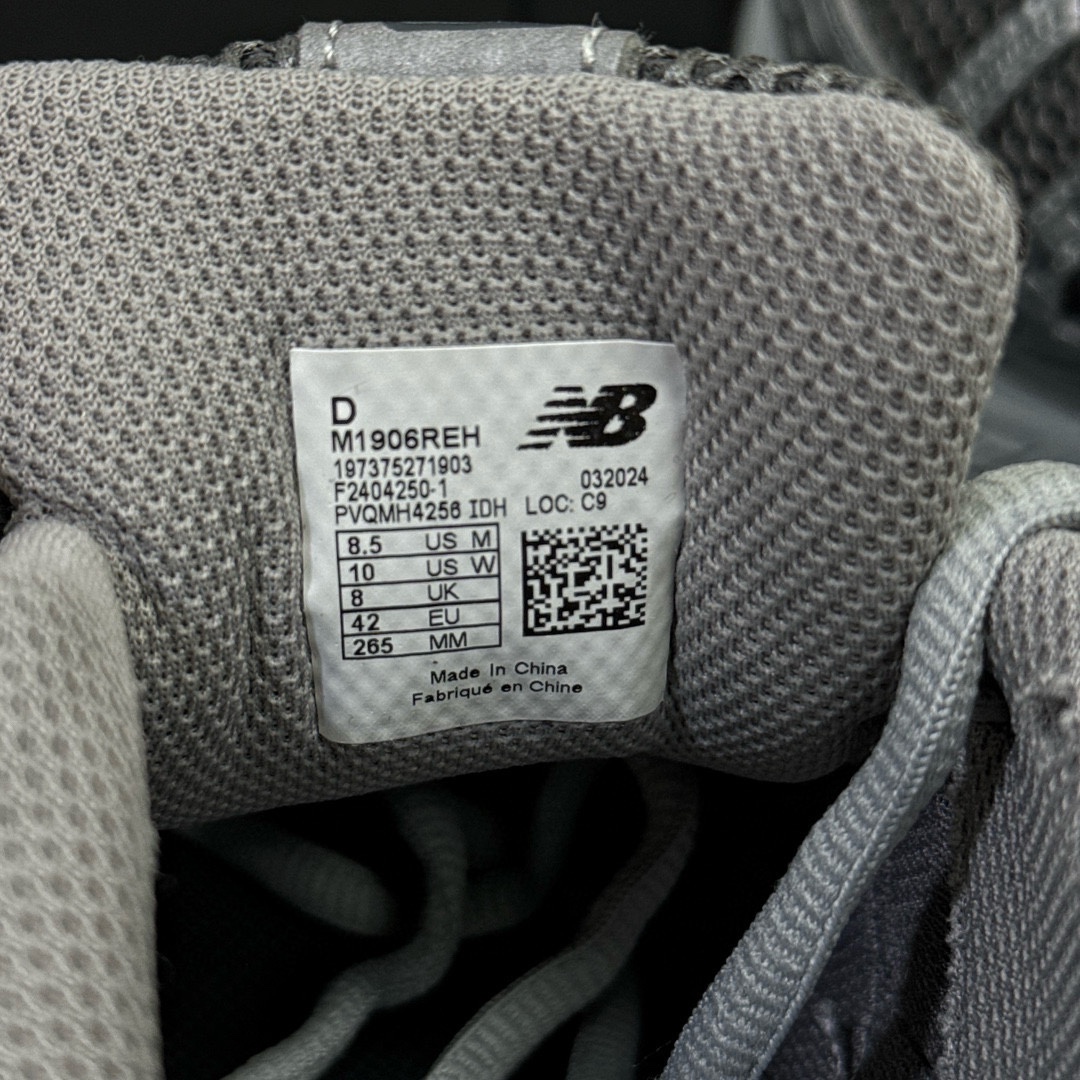 D
NB
M1906REH
197375271903
F2404250-1 032024
PVQMH4256 IDH LOC: C9
8.5 US M
10 US W
8 UK
42 EU
265 MM
Made In China
Fabriqué en Chine